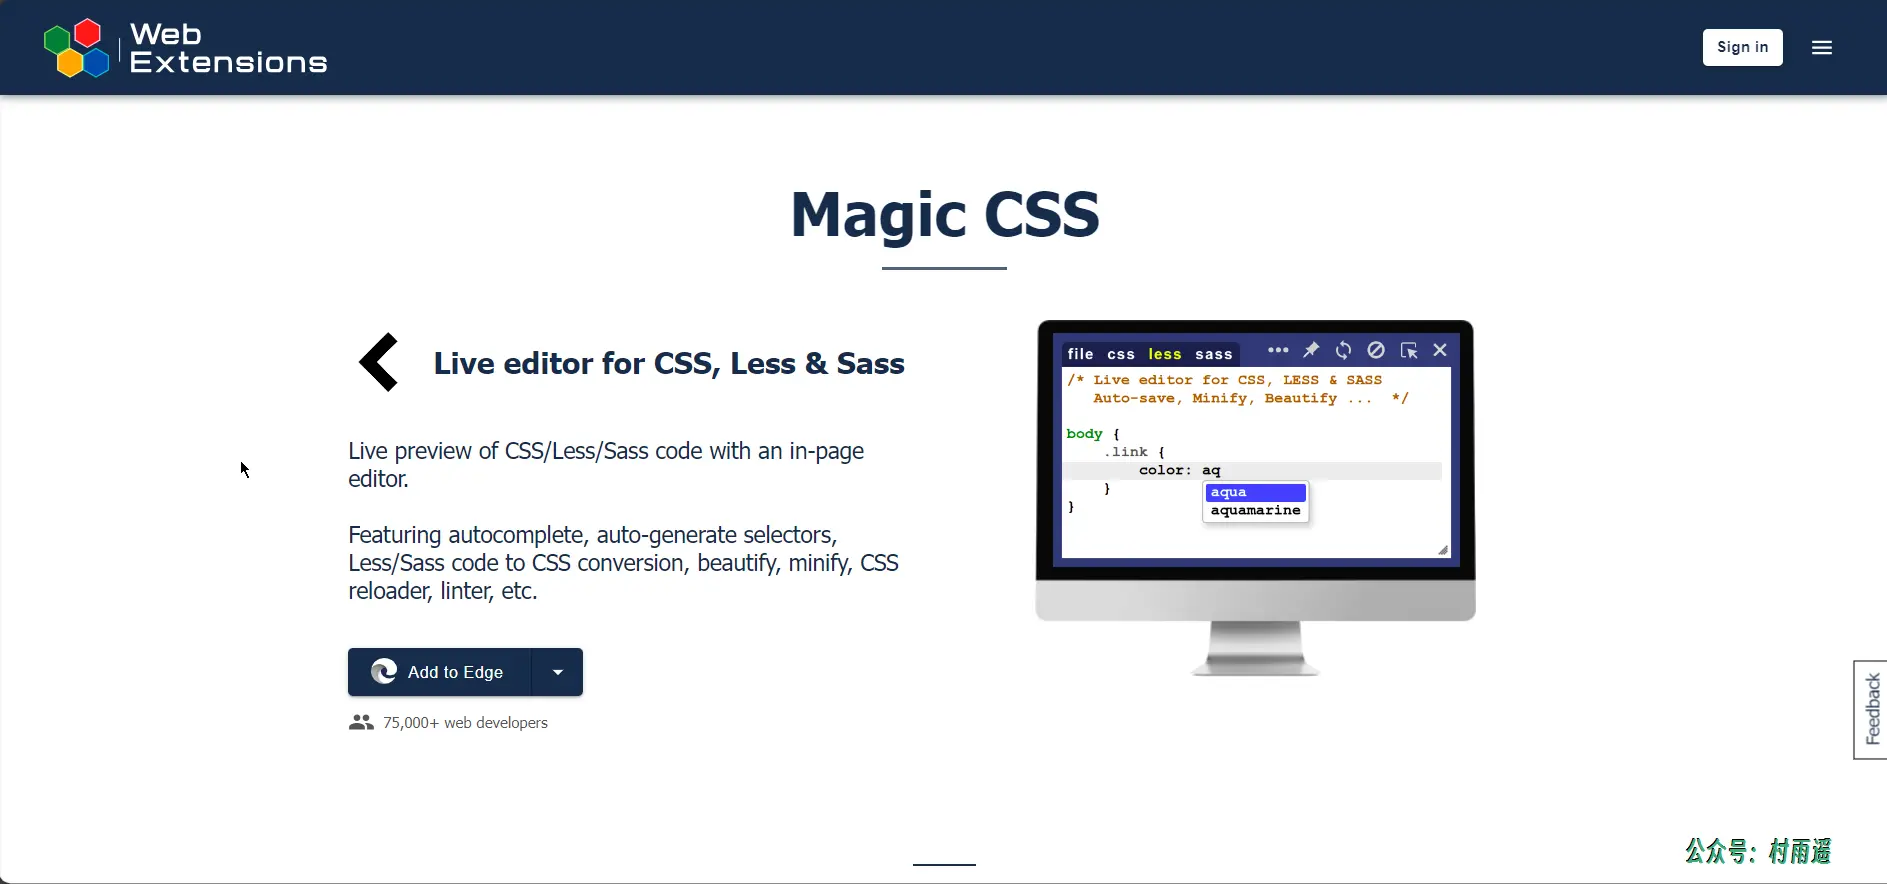 Web
Extensions
Sign in
Magic CSS
Live editor for CSS, Less & Sass
Live preview of CSS/Less/Sass code with an in-page
editor.
Featuring autocomplete, auto-generate selectors,
Less/Sass code to CSS conversion, beautify, minify, CSS
reloader, linter, etc.
Add to Edge
75,000+ web developers
file css less sass
/* Live editor for CSS, LESS & SASS
Auto-save, Minify, Beautify ... */
body {
.link {
color: aq
aqua
aquamarine
}
}
Feedback
公众号：村雨遥